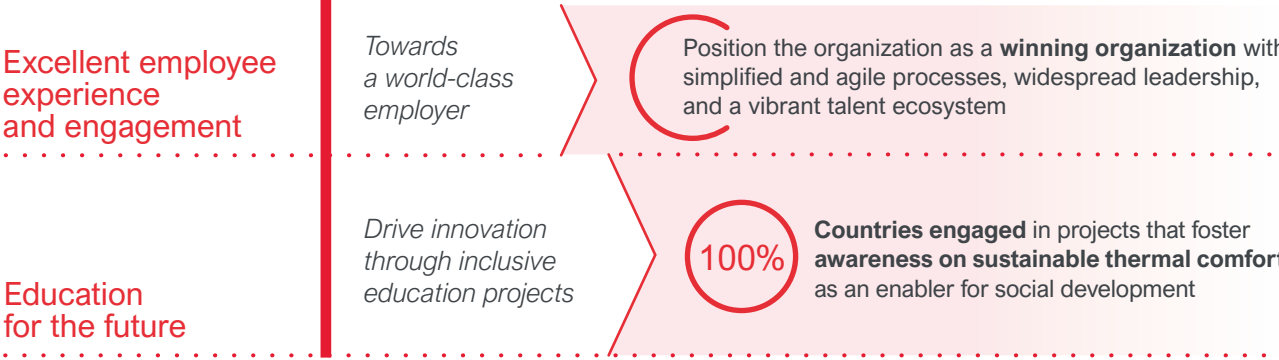 Excellent employee
experience
and engagement
Towards
a world-class
employer
Position the organization as a winning organization with
simplified and agile processes, widespread leadership,
and a vibrant talent ecosystem
Education
for the future
Drive innovation
through inclusive
education projects
100%
Countries engaged in projects that foster
awareness on sustainable thermal comfort
as an enabler for social development